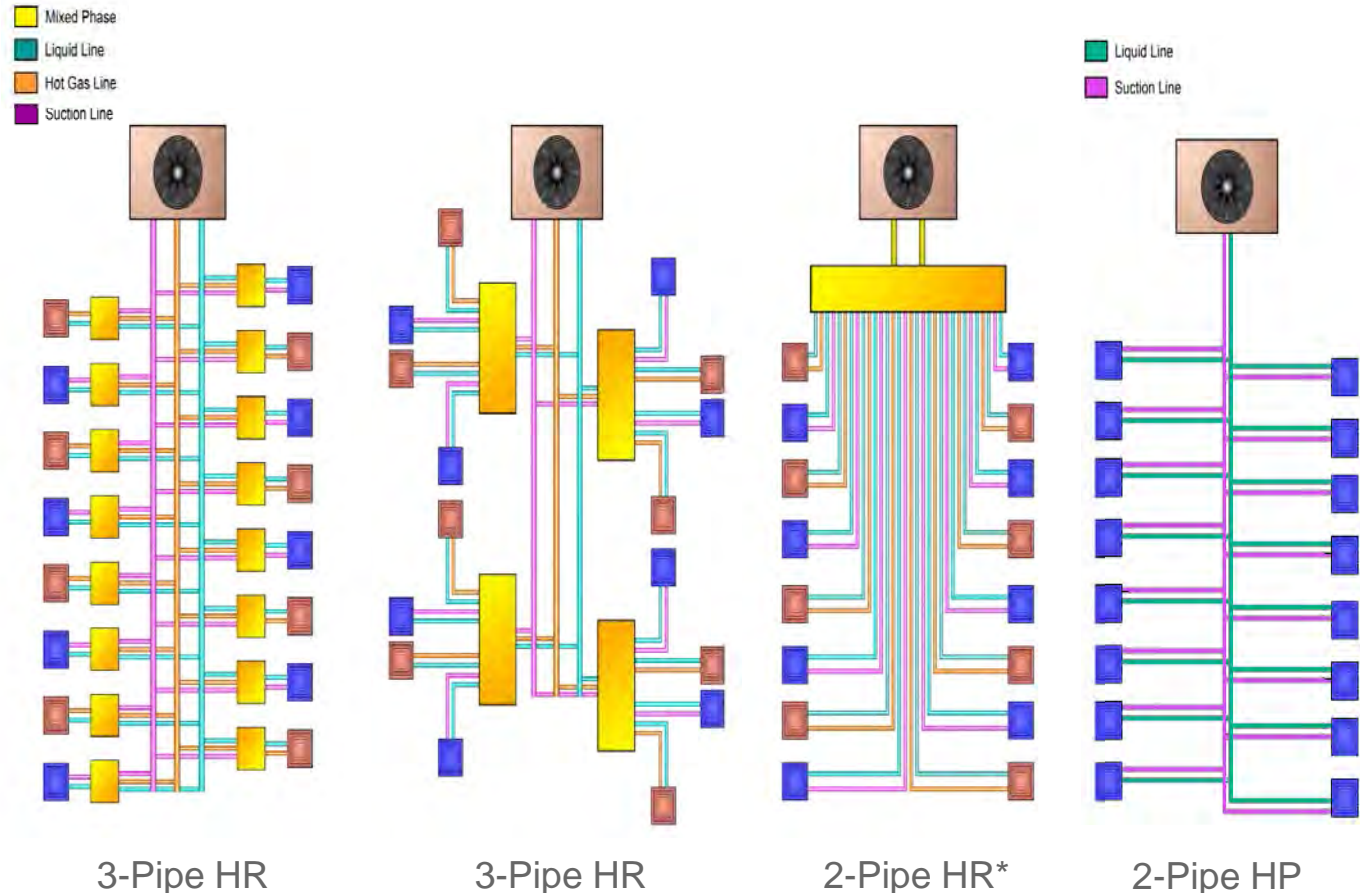 Mixed Phase
Liquid Line
Hot Gas Line
Suction Line
Liquid Line
Suction Line
3-Pipe HR
3-Pipe HR
2-Pipe HR*
2-Pipe HP